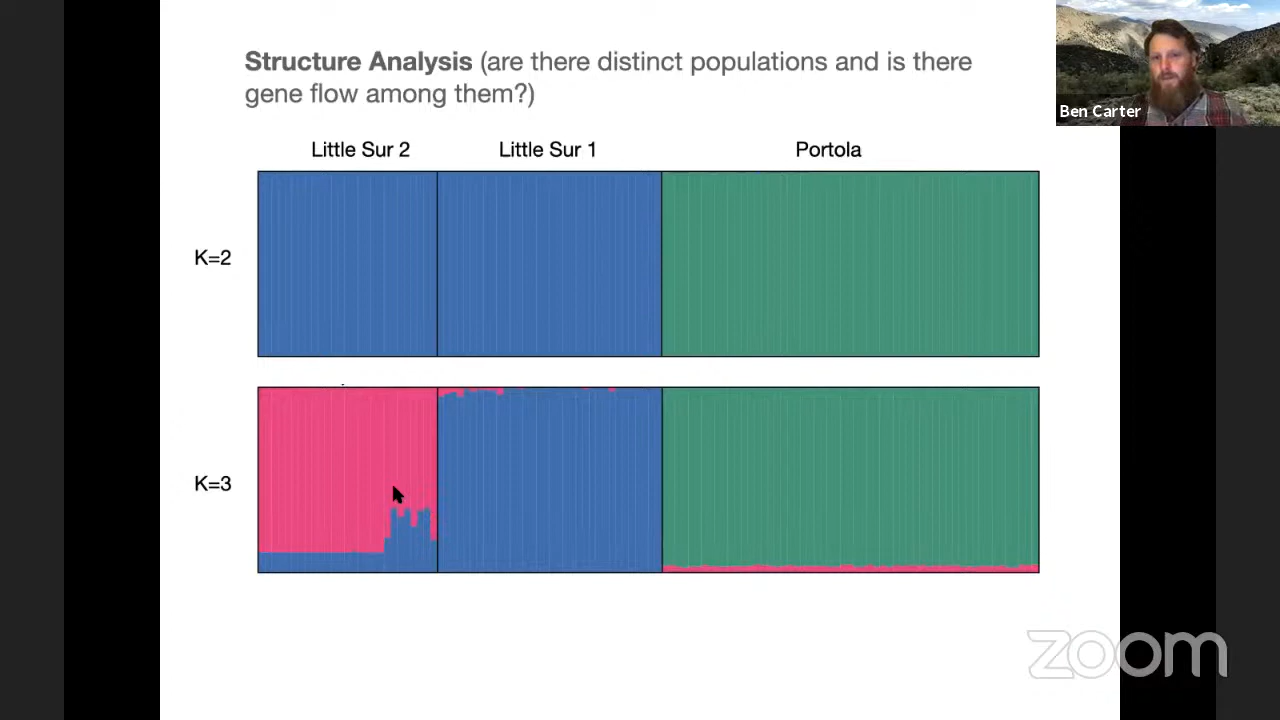 Structure Analysis (are there distinct populations and is there
gene flow among them?)
Ben Carter
Little Sur 2 Little Sur 1 Portola
K=2
K=3
zoom